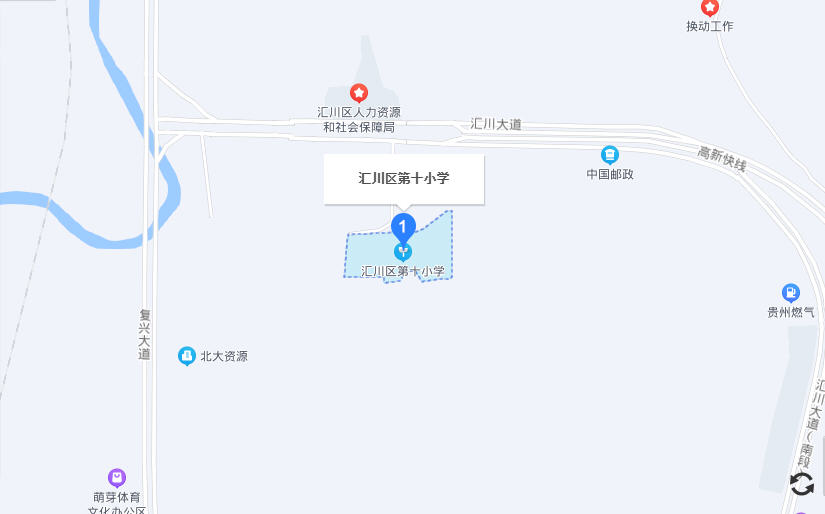 换动工作
汇川区人力资源
和社会保障局
汇川大道
高新快线
中国邮政
汇川区第十小学
1
汇川区第十小学
贵州燃气
复兴大道
北大资源
汇川大道(南段)
萌芽体育
文化办公区